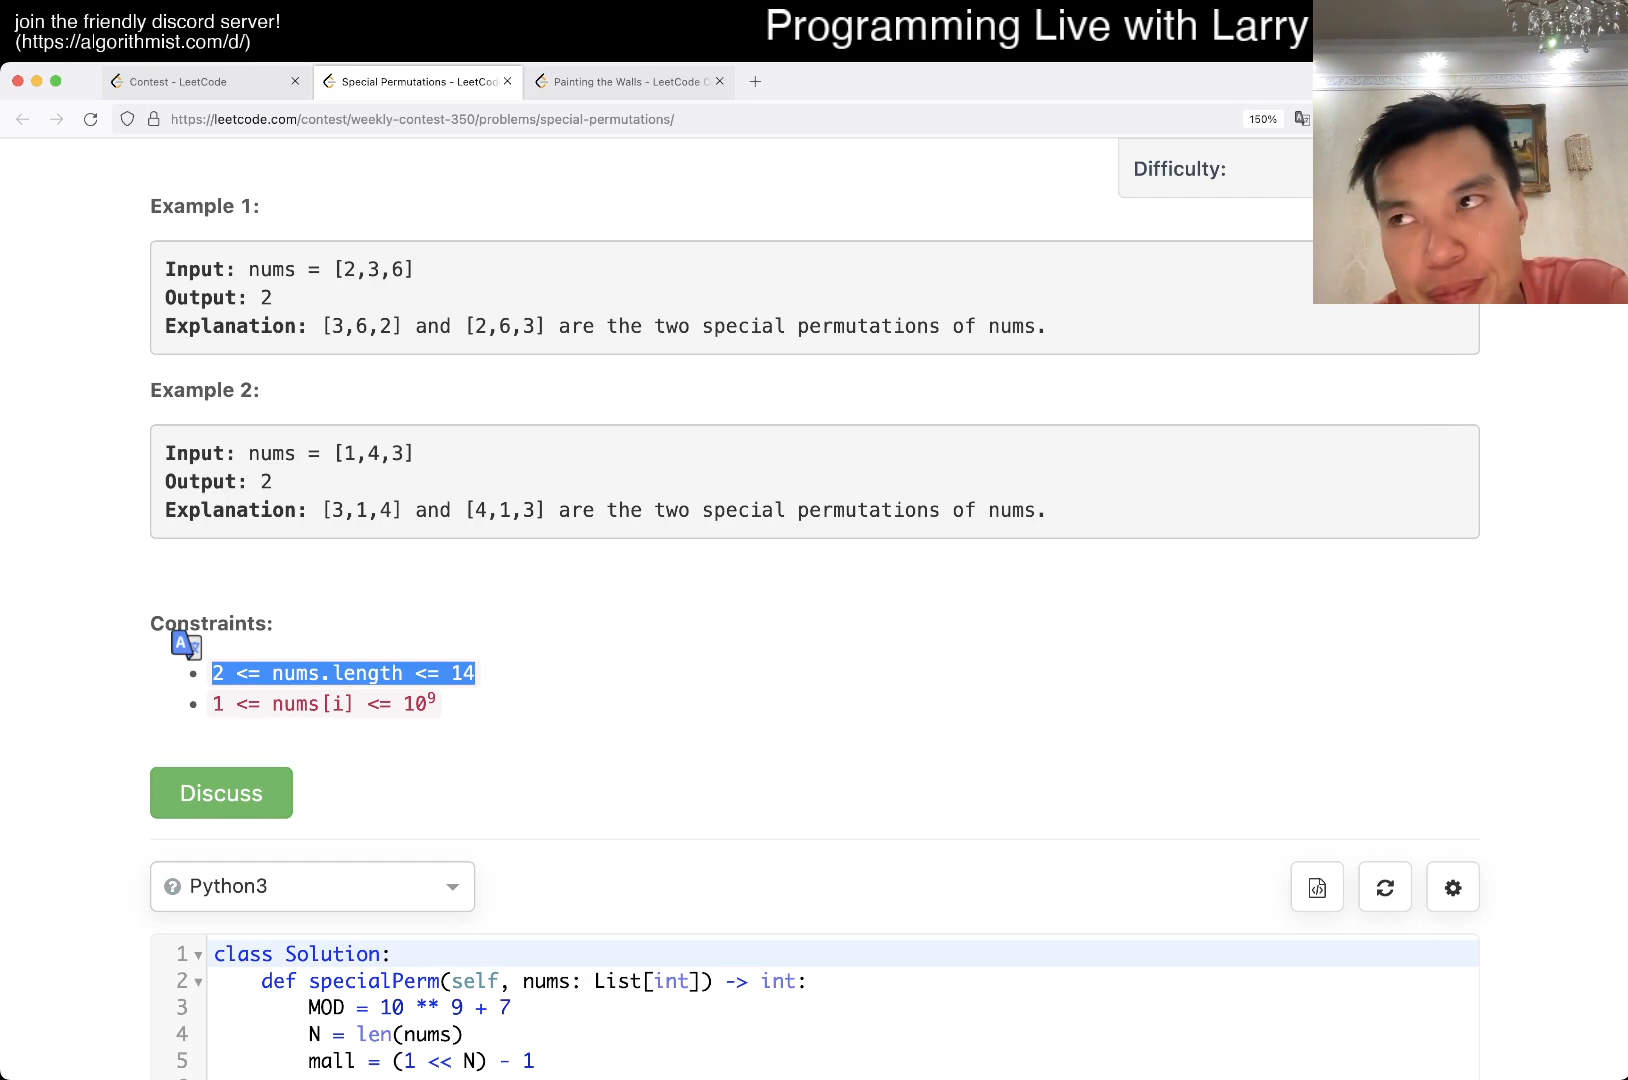 join the friendly discord server!
(https://algorithmist.com/d/)
Programming Live with Larry
Contest - LeetCode
Special Permutations - LeetCod
Painting the Walls - LeetCode C
https://leetcode.com/contest/weekly-contest-350/problems/special-permutations/
150%
Difficulty:
Example 1:
Input: nums = [2,3,6]
Output: 2
Explanation: [3,6,2] and [2,6,3] are the two special permutations of nums.
Example 2:
Input: nums = [1,4,3]
Output: 2
Explanation: [3,1,4] and [4,1,3] are the two special permutations of nums.
Constraints:
2 <= nums.length <= 14
1 <= nums[i] <= 10⁹
Discuss
Python3
1 class Solution:
2 def specialPerm(self, nums: List[int]) -> int:
3 MOD = 10 ** 9 + 7
4 N = len(nums)
5 mall = (1 << N) - 1